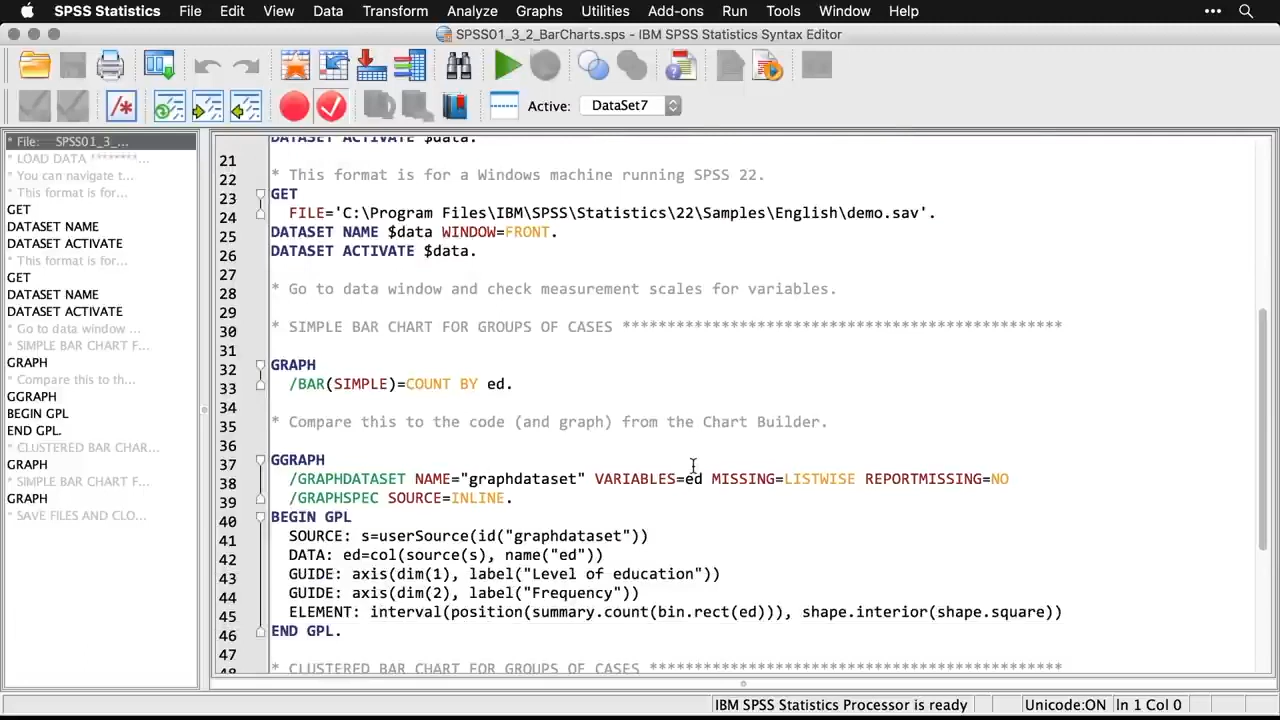 SPSS Statistics File Edit View Data Transform Analyze Graphs Utilities Add-ons Run Tools Window Help
SPSS01_3_2_BarCharts.sps - IBM SPSS Statistics Syntax Editor
Active: DataSet7
* File: SPSS01_3_...
* LOAD DATA ********...
* You can navigate t...
* This format is for...
GET
DATASET NAME
DATASET ACTIVATE
* This format is for...
GET
DATASET NAME
DATASET ACTIVATE
* Go to data window ...
* SIMPLE BAR CHART F...
GRAPH
* Compare this to th...
GGRAPH
BEGIN GPL
END GPL.
* CLUSTERED BAR CHAR...
GRAPH
* SIMPLE BAR CHART F...
GRAPH
* SAVE FILES AND CLO...
DATASET ACTIVATE $data.
21
22 * This format is for a Windows machine running SPSS 22.
23 GET
24 FILE='C:\Program Files\IBM\SPSS\Statistics\22\Samples\English\demo.sav'.
25 DATASET NAME $data WINDOW=FRONT.
26 DATASET ACTIVATE $data.
27
28 * Go to data window and check measurement scales for variables.
29
30 * SIMPLE BAR CHART FOR GROUPS OF CASES *************************************************
31
32 GRAPH
33 /BAR(SIMPLE)=COUNT BY ed.
34
35 * Compare this to the code (and graph) from the Chart Builder.
36
37 GGRAPH
38 /GRAPHDATASET NAME="graphdataset" VARIABLES=ed MISSING=LISTWISE REPORTMISSING=NO
39 /GRAPHSPEC SOURCE=INLINE.
40 BEGIN GPL
41 SOURCE: s=userSource(id("graphdataset"))
42 DATA: ed=col(source(s), name("ed"))
43 GUIDE: axis(dim(1), label("Level of education"))
44 GUIDE: axis(dim(2), label("Frequency"))
45 ELEMENT: interval(position(summary.count(bin.rect(ed))), shape.interior(shape.square))
46 END GPL.
47
48 * CLUSTERED BAR CHART FOR GROUPS OF CASES **********************************************
IBM SPSS Statistics Processor is ready Unicode:ON In 1 Col 0